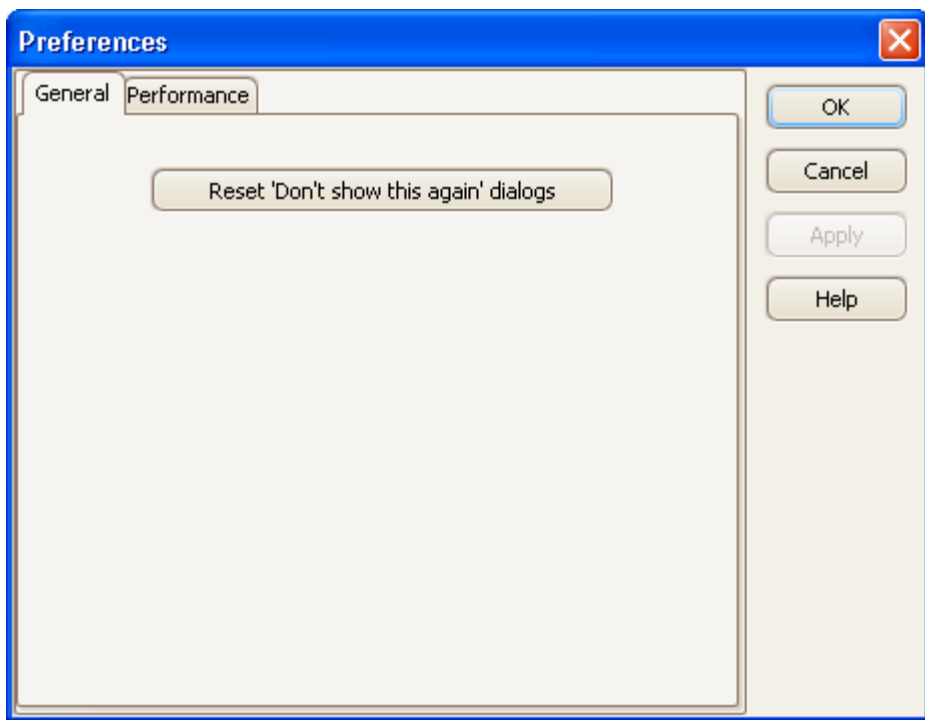 Preferences
General
Performance
Reset 'Don't show this again' dialogs
OK
Cancel
Apply
Help